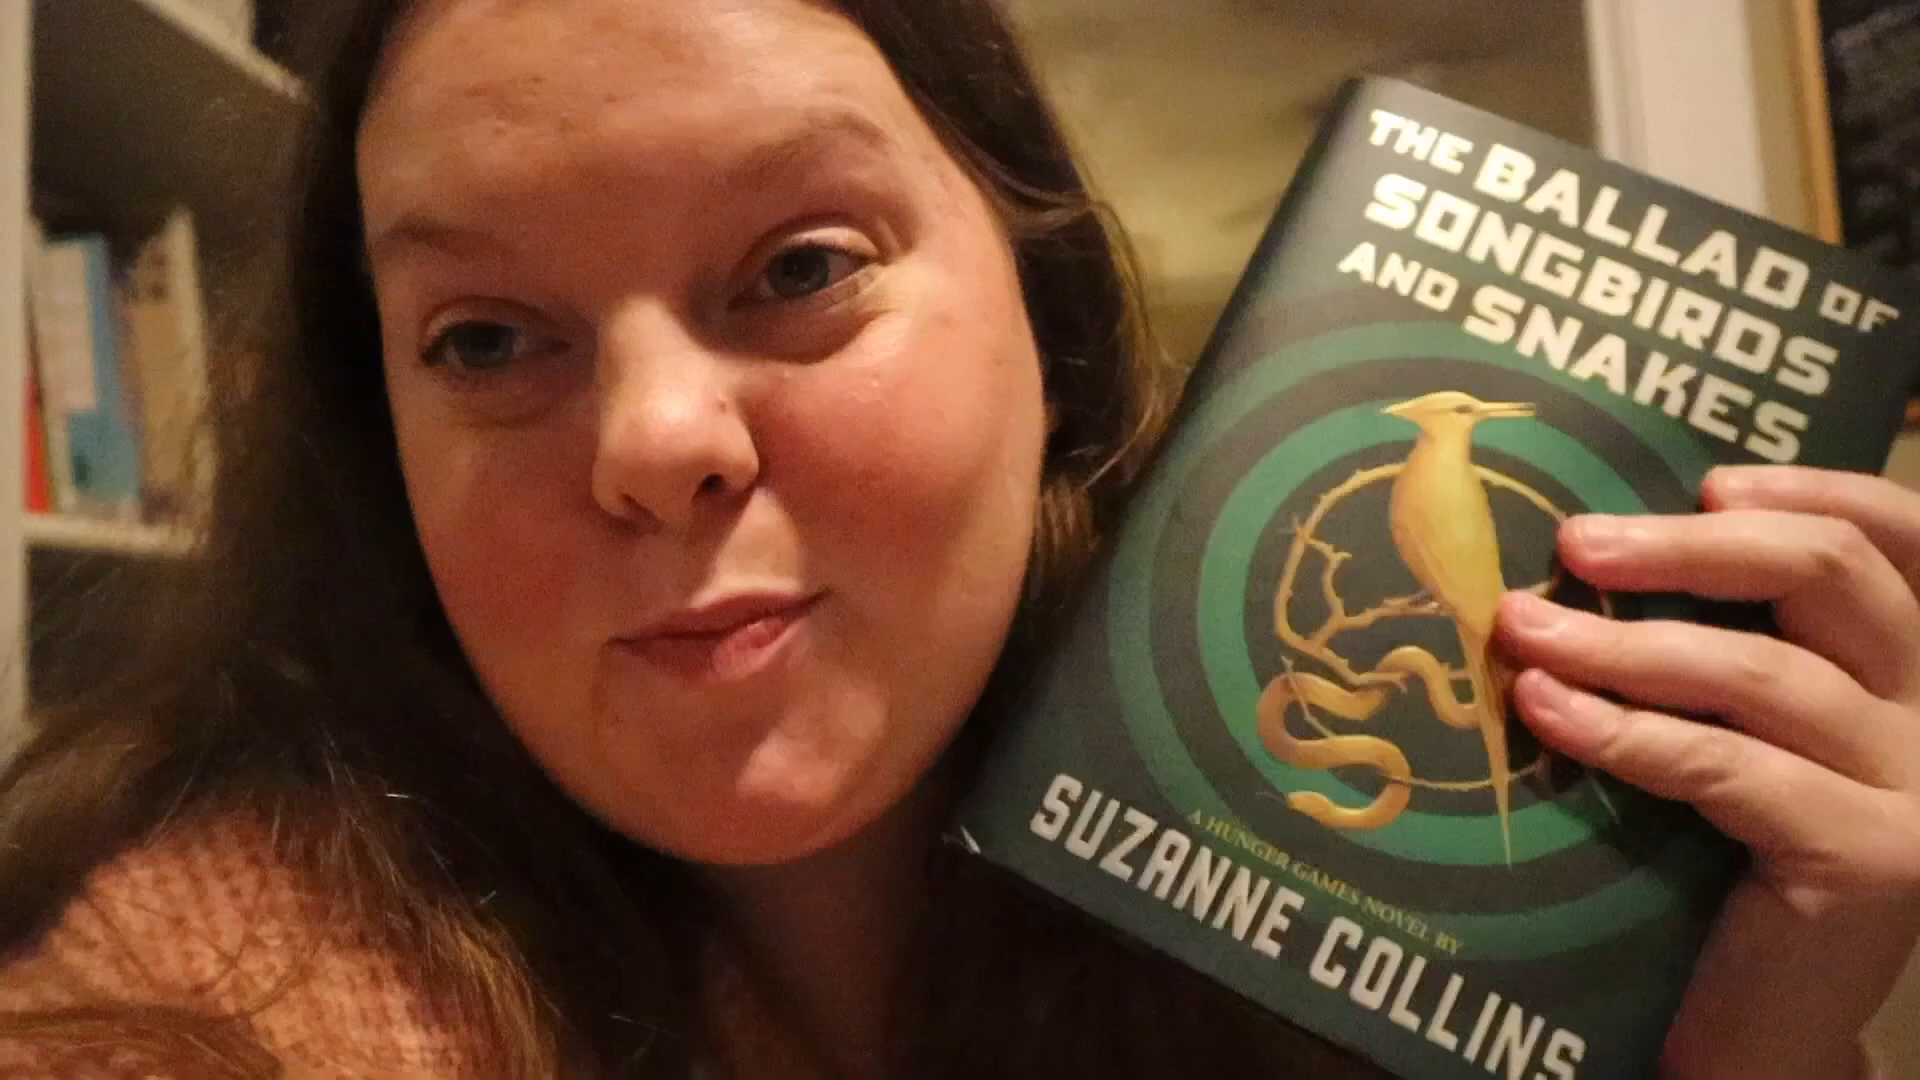 THE BALLAD OF
SONGBIRDS
AND SNAKES
A HUNGER GAMES NOVEL BY
SUZANNE COLLINS